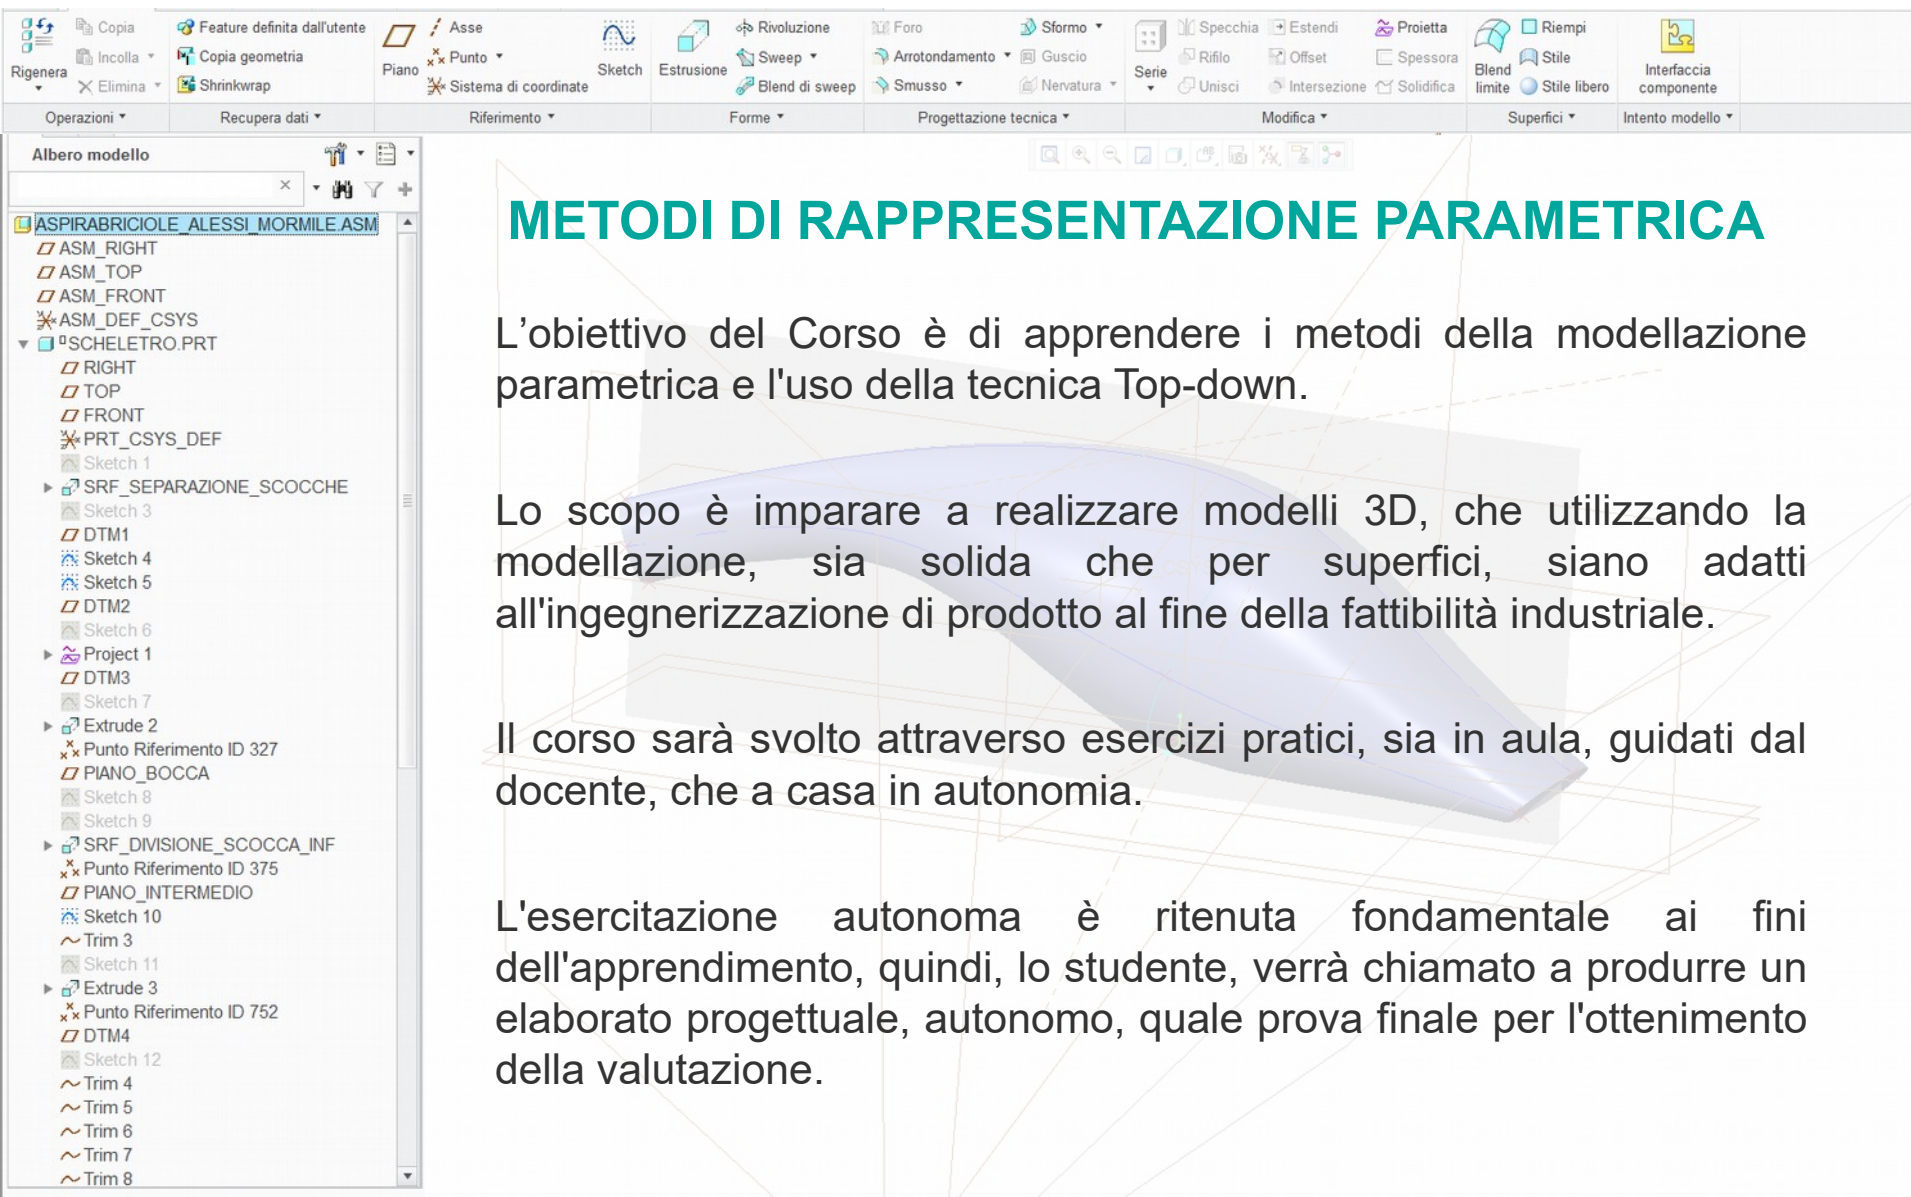 Rigenera
Copia
Incolla
Elimina
Operazioni
Feature definita dall'utente
Copia geometria
Shrinkwrap
Recupera dati
Piano
Asse
Punto
Sistema di coordinate
Sketch
Riferimento
Estrusione
Rivoluzione
Sweep
Blend di sweep
Forme
Foro
Arrotondamento
Smusso
Sformo
Guscio
Nervatura
Progettazione tecnica
Serie
Specchia
Rifilo
Unisci
Estendi
Offset
Intersezione
Proietta
Spessora
Solidifica
Modifica
Blend
limite
Riempi
Stile
Stile libero
Superfici
Interfaccia
componente
Intento modello
Albero modello
ASPIRABRICIOLE_ALESSI_MORMILE.ASM
ASM_RIGHT
ASM_TOP
ASM_FRONT
ASM_DEF_CSYS
SCHELETRO.PRT
RIGHT
TOP
FRONT
PRT_CSYS_DEF
Sketch 1
SRF_SEPARAZIONE_SCOCCHE
Sketch 3
DTM1
Sketch 4
Sketch 5
DTM2
Sketch 6
Project 1
DTM3
Sketch 7
Extrude 2
Punto Riferimento ID 327
PIANO_BOCCA
Sketch 8
Sketch 9
SRF_DIVISIONE_SCOCCA_INF
Punto Riferimento ID 375
PIANO_INTERMEDIO
Sketch 10
Trim 3
Sketch 11
Extrude 3
Punto Riferimento ID 752
DTM4
Sketch 12
Trim 4
Trim 5
Trim 6
Trim 7
Trim 8
METODI DI RAPPRESENTAZIONE PARAMETRICA
L’obiettivo del Corso è di apprendere i metodi della modellazione
parametrica e l'uso della tecnica Top-down.
Lo scopo è imparare a realizzare modelli 3D, che utilizzando la
modellazione, sia solida che per superfici, siano adatti
all'ingegnerizzazione di prodotto al fine della fattibilità industriale.
Il corso sarà svolto attraverso esercizi pratici, sia in aula, guidati dal
docente, che a casa in autonomia.
L'esercitazione autonoma è ritenuta fondamentale ai fini
dell'apprendimento, quindi, lo studente, verrà chiamato a produrre un
elaborato progettuale, autonomo, quale prova finale per l'ottenimento
della valutazione.